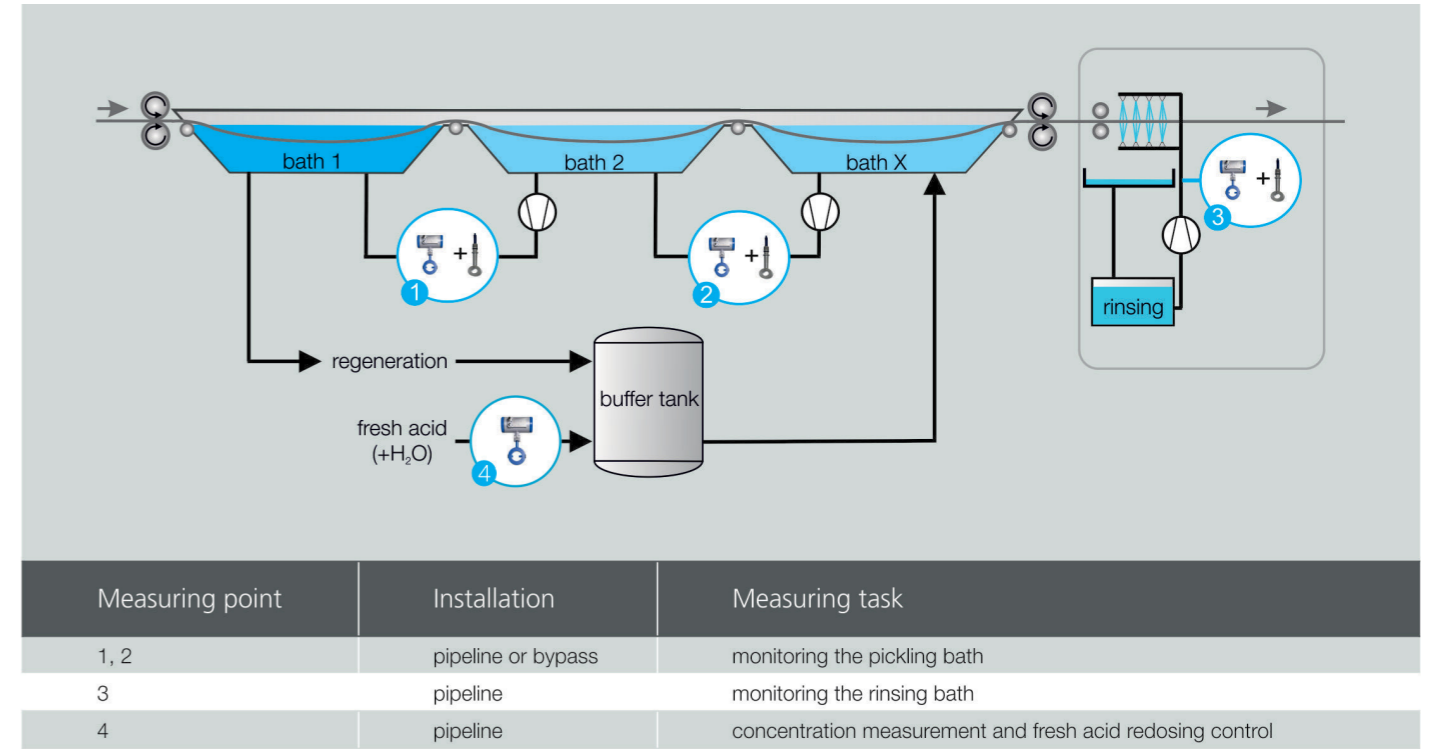 bath 1
bath 2
bath X
+
1
+
2
+
3
rinsing
regeneration
buffer tank
fresh acid
(+H₂O)
4
Measuring point Installation Measuring task
1, 2 pipeline or bypass monitoring the pickling bath
3 pipeline monitoring the rinsing bath
4 pipeline concentration measurement and fresh acid redosing control